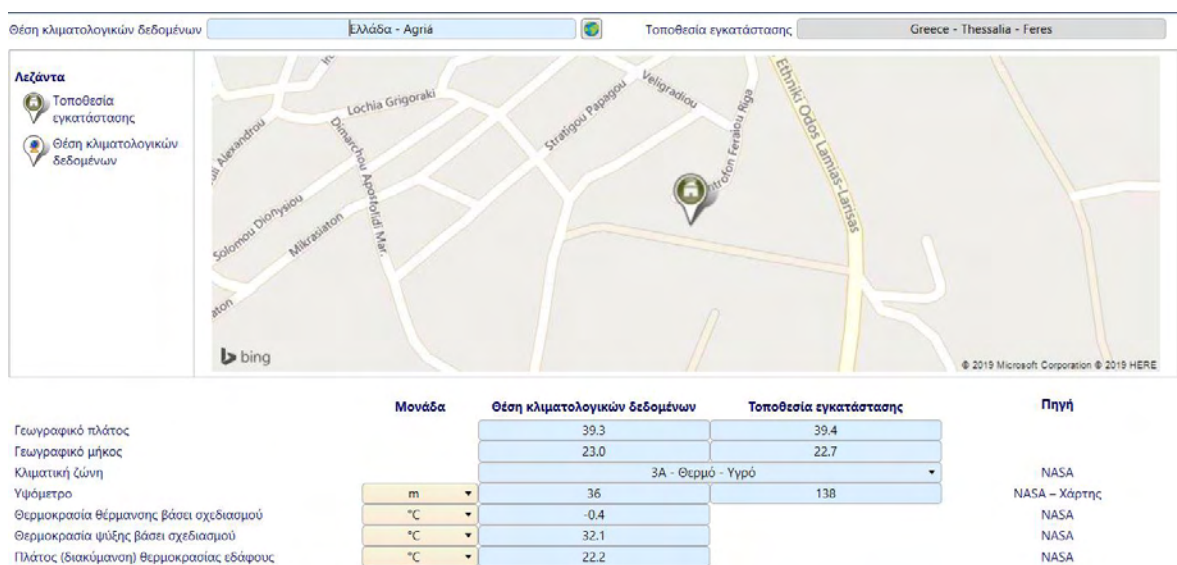 Θέση κλιματολογικών δεδομένων Ελλάδα - Agriá Τοποθεσία εγκατάστασης Greece - Thessalia - Feres
Λεζάντα
Τοποθεσία
εγκατάστασης
Θέση κλιματολογικών
δεδομένων
Lochia Grigoraki
Veligradiou
Stratigou Papagou
Dimarchou Apostolidi Mar.
Alexandrou
Solomou Dionysiou
Mikrasiaton
aton
ntrofon Feraiou Riga
Ethniki Odos Lamias-Larisas
bing
© 2019 Microsoft Corporation © 2019 HERE
Μονάδα Θέση κλιματολογικών δεδομένων Τοποθεσία εγκατάστασης Πηγή
Γεωγραφικό πλάτος 39.3 39.4
Γεωγραφικό μήκος 23.0 22.7
Κλιματική ζώνη 3A - Θερμό - Υγρό NASA
Υψόμετρο m 36 138 NASA – Χάρτης
Θερμοκρασία θέρμανσης βάσει σχεδιασμού °C -0.4 NASA
Θερμοκρασία ψύξης βάσει σχεδιασμού °C 32.1 NASA
Πλάτος (διακύμανση) θερμοκρασίας εδάφους °C 22.2 NASA